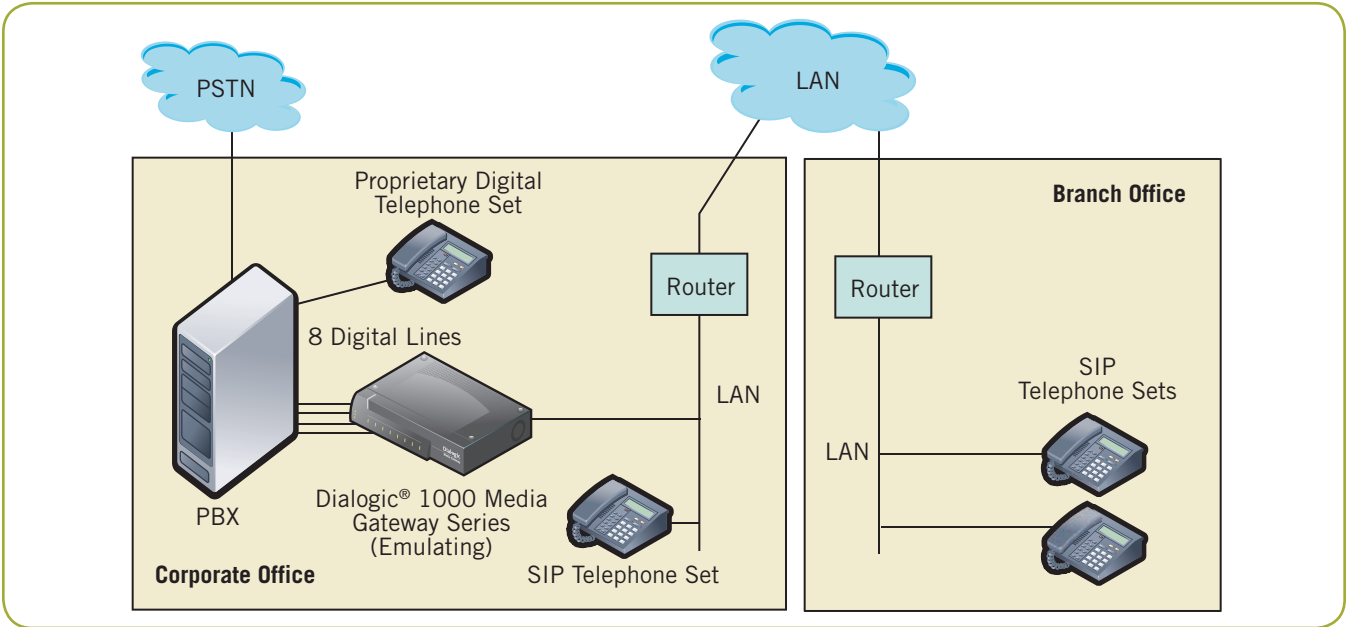 PSTN
LAN
Proprietary Digital
Telephone Set
Branch Office
Router
Router
8 Digital Lines
SIP
Telephone Sets
LAN
LAN
PBX
Dialogic® 1000 Media
Gateway Series
(Emulating)
SIP Telephone Set
Corporate Office
Dialogic